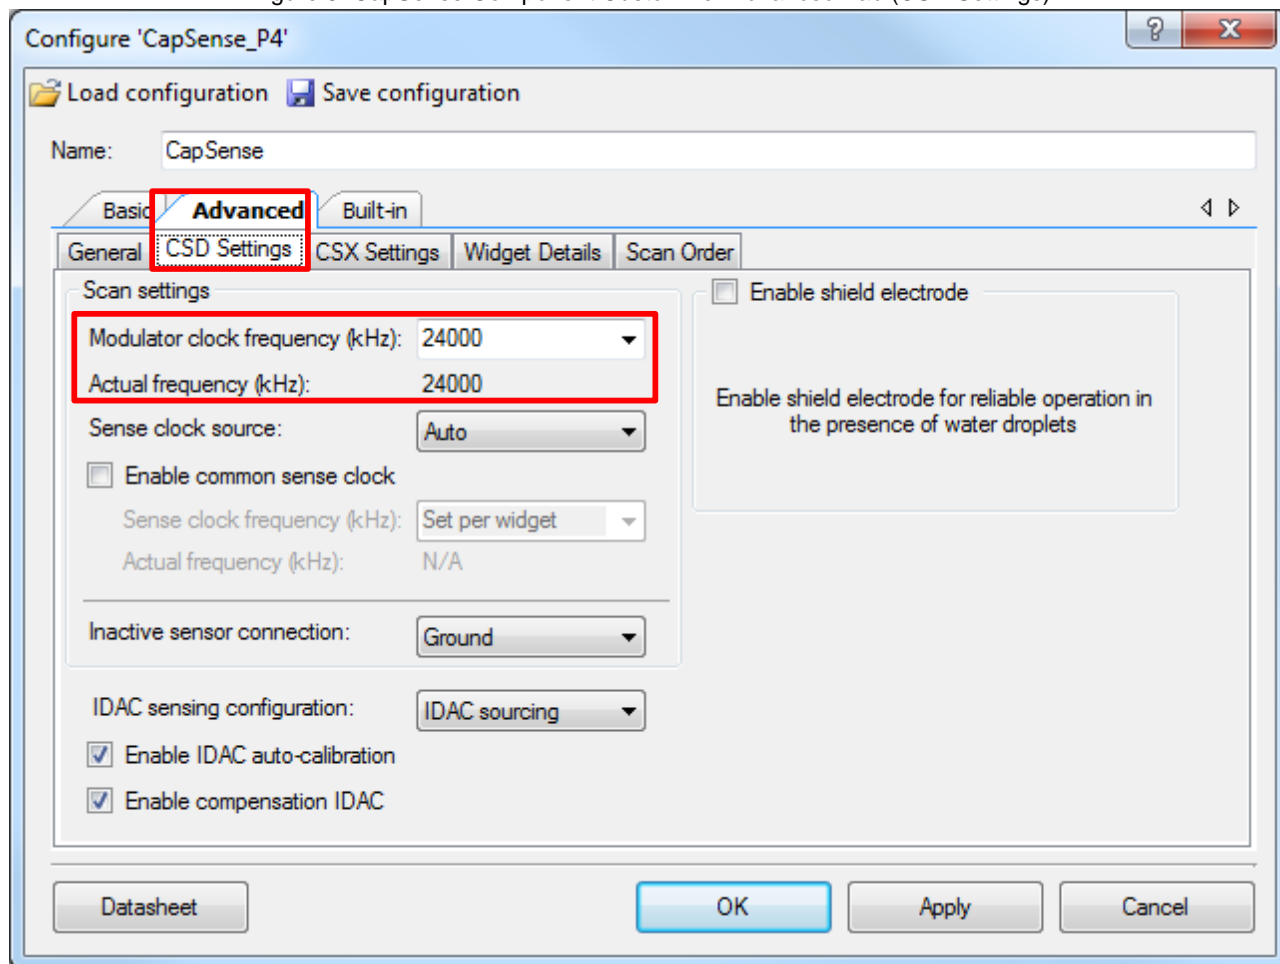 Configure 'CapSense_P4'
Load configuration Save configuration
Name: CapSense
Basic Advanced Built-in
General CSD Settings CSX Settings Widget Details Scan Order
Scan settings
Enable shield electrode
Modulator clock frequency (kHz): 24000
Actual frequency (kHz): 24000
Enable shield electrode for reliable operation in
the presence of water droplets
Sense clock source: Auto
Enable common sense clock
Sense clock frequency (kHz): Set per widget
Actual frequency (kHz): N/A
Inactive sensor connection: Ground
IDAC sensing configuration: IDAC sourcing
Enable IDAC auto-calibration
Enable compensation IDAC
Datasheet OK Apply Cancel